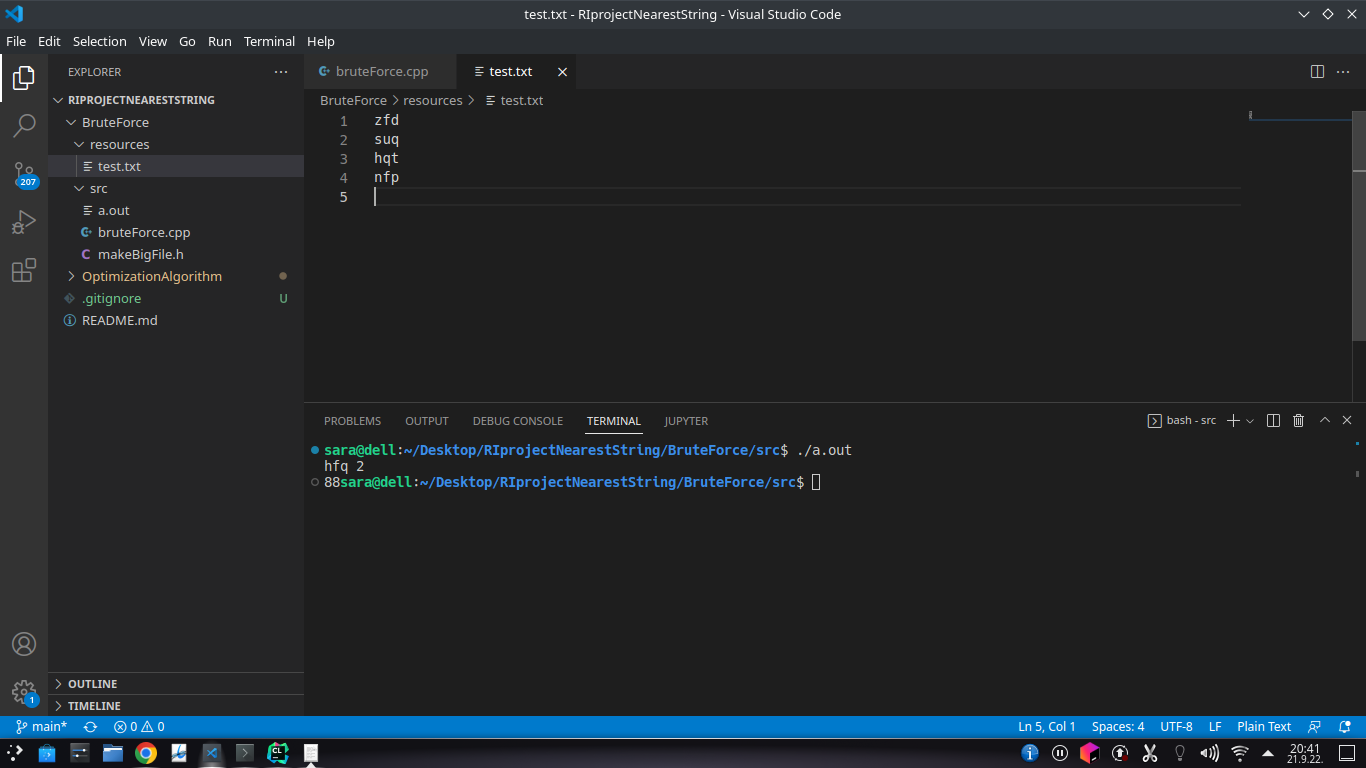 test.txt - RIprojectNearestString - Visual Studio Code
File Edit Selection View Go Run Terminal Help
EXPLORER
RIPROJECTNEARESTSTRING
BruteForce
resources
test.txt
src
a.out
bruteForce.cpp
makeBigFile.h
OptimizationAlgorithm
.gitignore U
README.md
OUTLINE
TIMELINE
207
1
bruteForce.cpp test.txt
BruteForce resources test.txt
1 zfd
2 suq
3 hqt
4 nfp
5
PROBLEMS OUTPUT DEBUG CONSOLE TERMINAL JUPYTER bash - src
sara@dell:~/Desktop/RIprojectNearestString/BruteForce/src$ ./a.out
hfq 2
88sara@dell:~/Desktop/RIprojectNearestString/BruteForce/src$
main* 0 0 Ln 5, Col 1 Spaces: 4 UTF-8 LF Plain Text
CL
20:41
21.9.22.